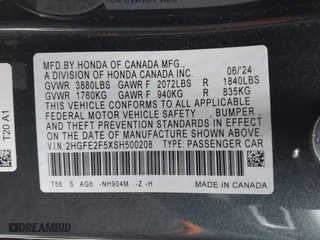 MFD.BY HONDA OF CANADA MFG.,
A DIVISION OF HONDA CANADA INC. 06/'24
GVWR 3880LBS GAWR F 2072LBS R 1840LBS
GVWR 1760KG GAWR F 940KG R 835KG
THIS VEHICLE CONFORMS TO ALL APPLICABLE
FEDERAL MOTOR VEHICLE SAFETY, BUMPER
AND THEFT PREVENTION STANDARDS IN EFFECT
ON THE DATE OF MANUFACTURE SHOWN ABOVE.
V.I.N:2HGFE2F5XSH500208 TYPE:PASSENGER CAR
T56 S AG6 -NH904M -Z -H MADE IN CANADA
T20 A1
© DREAMBID